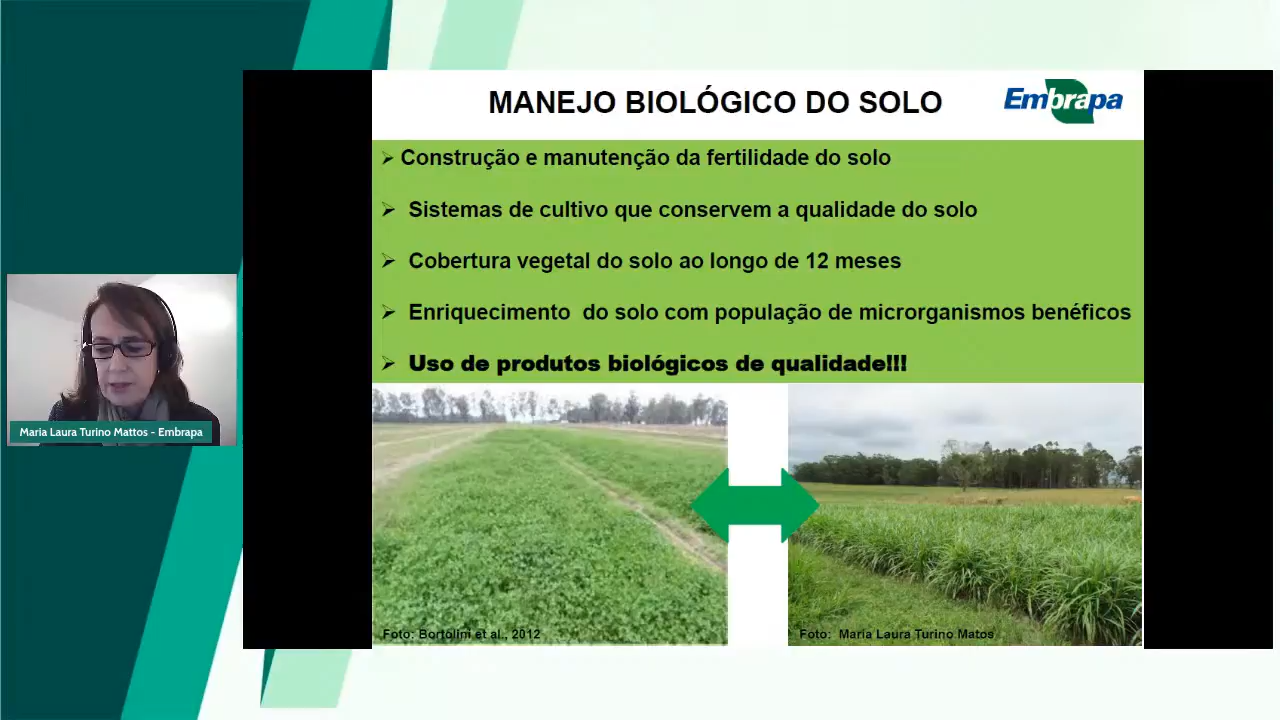 MANEJO BIOLÓGICO DO SOLO
Embrapa
Construção e manutenção da fertilidade do solo
Sistemas de cultivo que conservem a qualidade do solo
Cobertura vegetal do solo ao longo de 12 meses
Enriquecimento do solo com população de microrganismos benéficos
Uso de produtos biológicos de qualidade!!!
Maria Laura Turino Mattos - Embrapa
Foto: Bortolini et al., 2012
Foto: Maria Laura Turino Matos